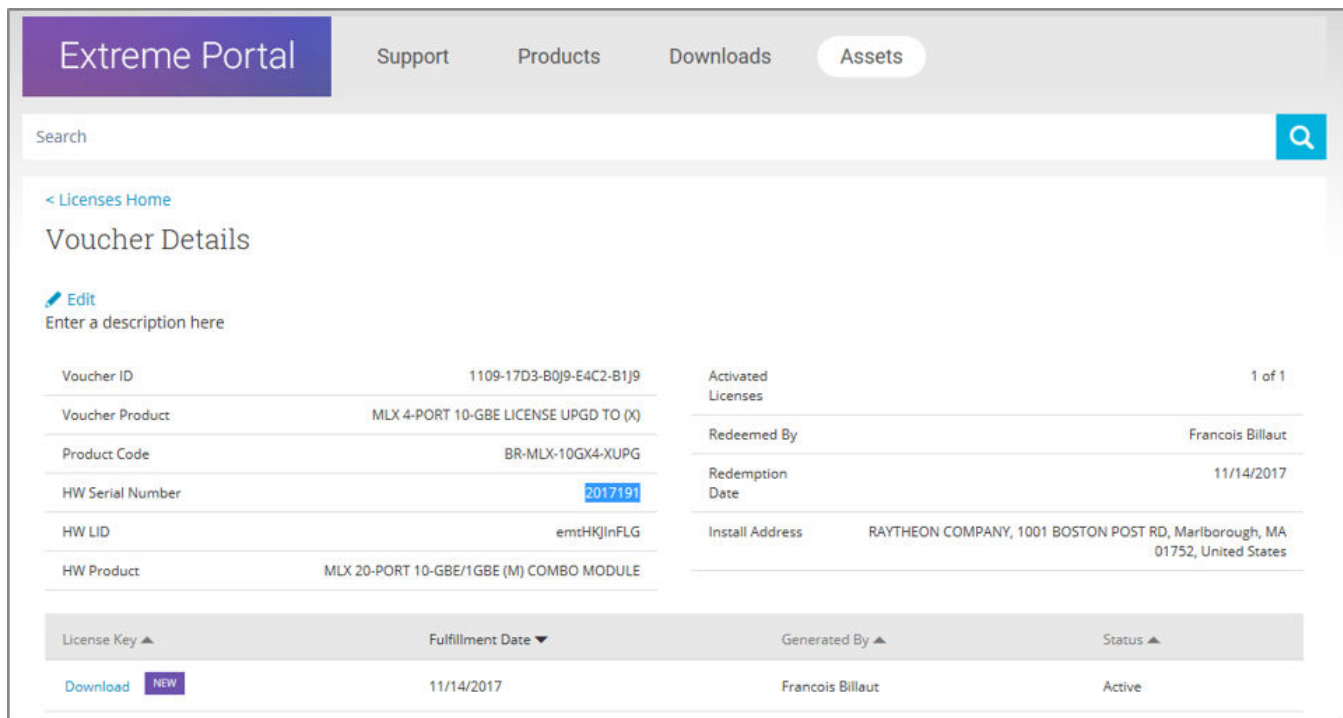 Extreme Portal Support Products Downloads Assets
Search
< Licenses Home
Voucher Details
Edit
Enter a description here
Voucher ID 1109-17D3-B0J9-E4C2-B1J9
Voucher Product MLX 4-PORT 10-GBE LICENSE UPGD TO (X)
Product Code BR-MLX-10GX4-XUPG
HW Serial Number 2017191
HW LID emtHKJInFLG
HW Product MLX 20-PORT 10-GBE/1GBE (M) COMBO MODULE
Activated
Licenses 1 of 1
Redeemed By Francois Billaut
Redemption
Date 11/14/2017
Install Address RAYTHEON COMPANY, 1001 BOSTON POST RD, Marlborough, MA
01752, United States
License Key Fulfillment Date Generated By Status
Download NEW 11/14/2017 Francois Billaut Active